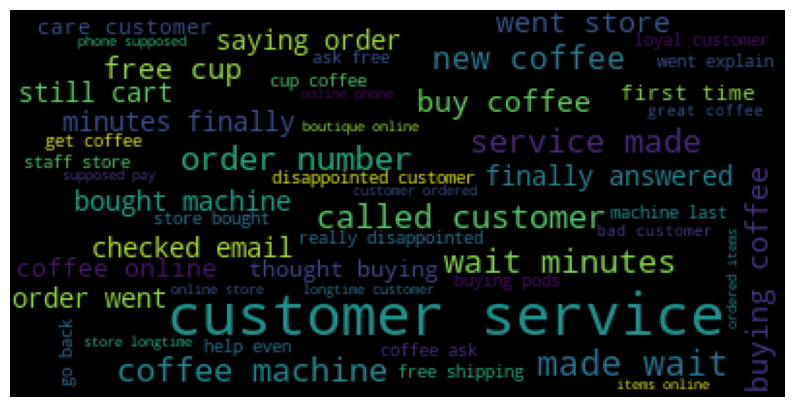 care customer
went store
phone supposed
saying order
loyal customer
ask free
new coffee
went explain
free cup
cup coffee
still cart
online phone
buy coffee
first time
great coffee
minutes finally
boutique online
get coffee
service made
staff store
order number
supposed pay
disappointed customer
finally answered
customer ordered
bought machine
store bought
called customer
machine last
bad customer
checked email
really disappointed
wait minutes
coffee online
thought buying
buying pods
ordered items
buying coffee
order went
online store
longtime customer
customer service
store longtime
help even
coffee ask
go back
coffee machine
free shipping
made wait
items online